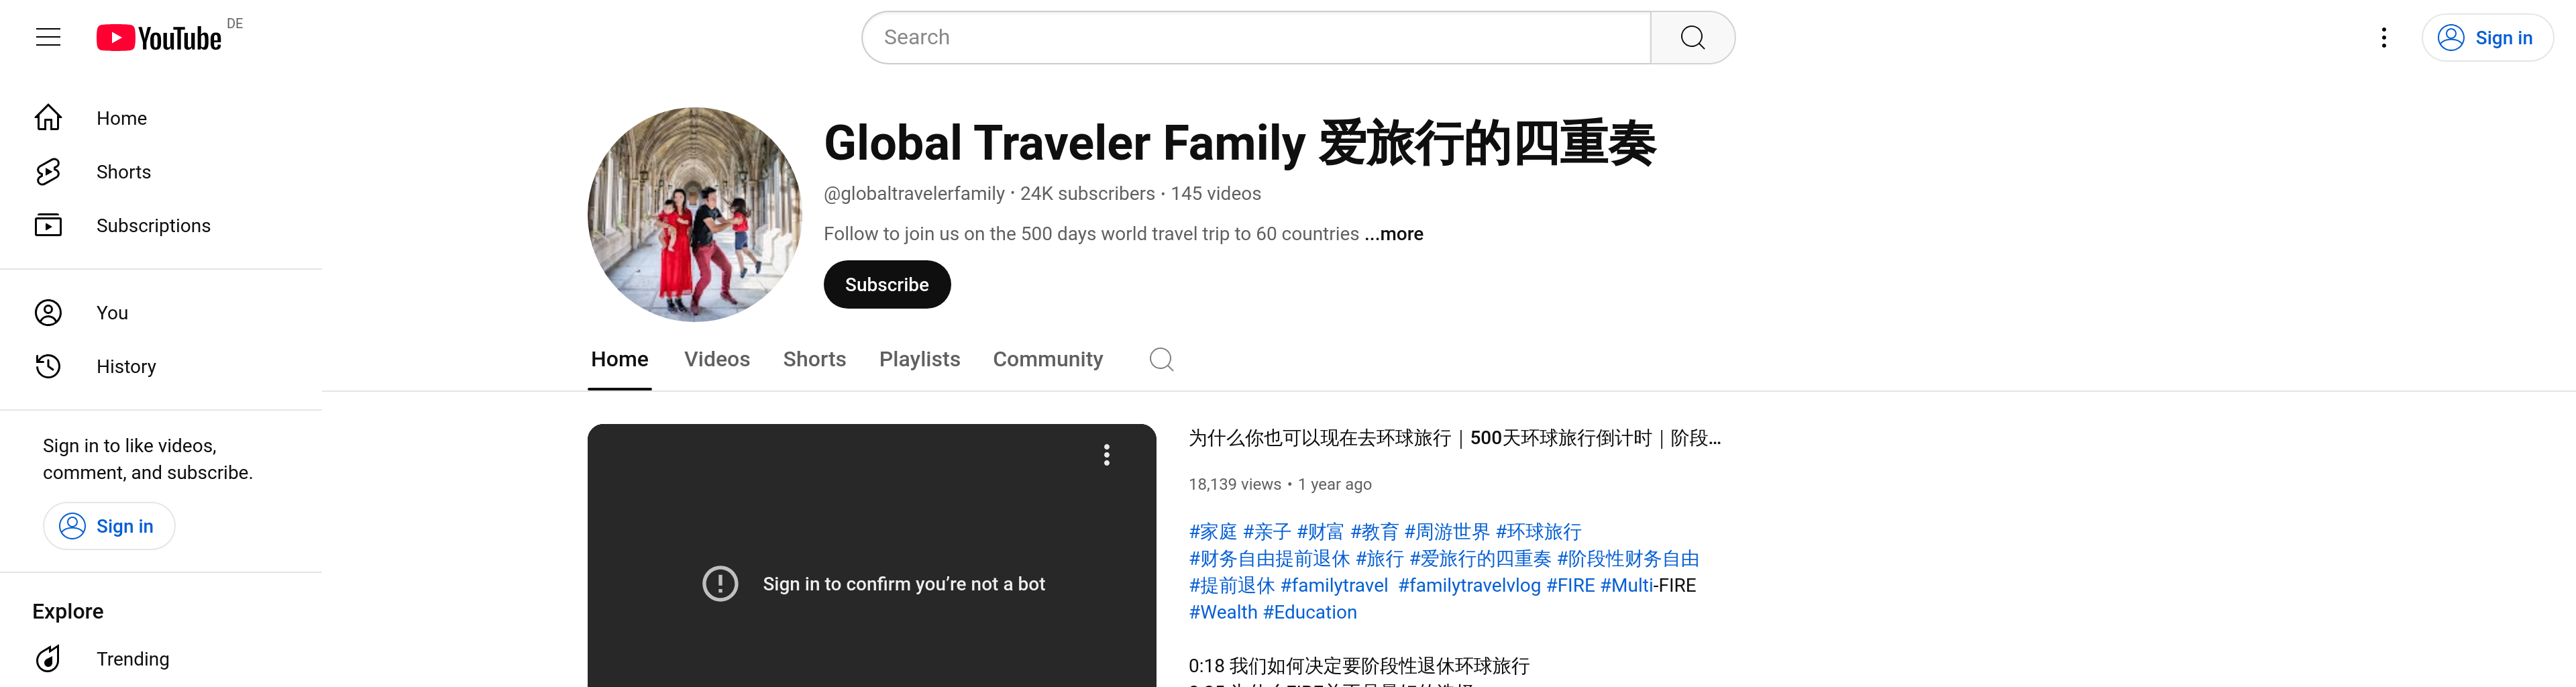 YouTube DE
Search
Sign in
Home
Shorts
Subscriptions
You
History
Sign in to like videos,
comment, and subscribe.
Sign in
Explore
Trending
Global Traveler Family 爱旅行的四重奏
@globaltravelerfamily · 24K subscribers · 145 videos
Follow to join us on the 500 days world travel trip to 60 countries ...more
Subscribe
Home Videos Shorts Playlists Community
Sign in to confirm you’re not a bot
为什么你也可以现在去环球旅行｜500天环球旅行倒计时｜阶段...
18,139 views • 1 year ago
#家庭 #亲子 #财富 #教育 #周游世界 #环球旅行
#财务自由提前退休 #旅行 #爱旅行的四重奏 #阶段性财务自由
#提前退休 #familytravel #familytravelvlog #FIRE #Multi-FIRE
#Wealth #Education
0:18 我们如何决定要阶段性退休环球旅行